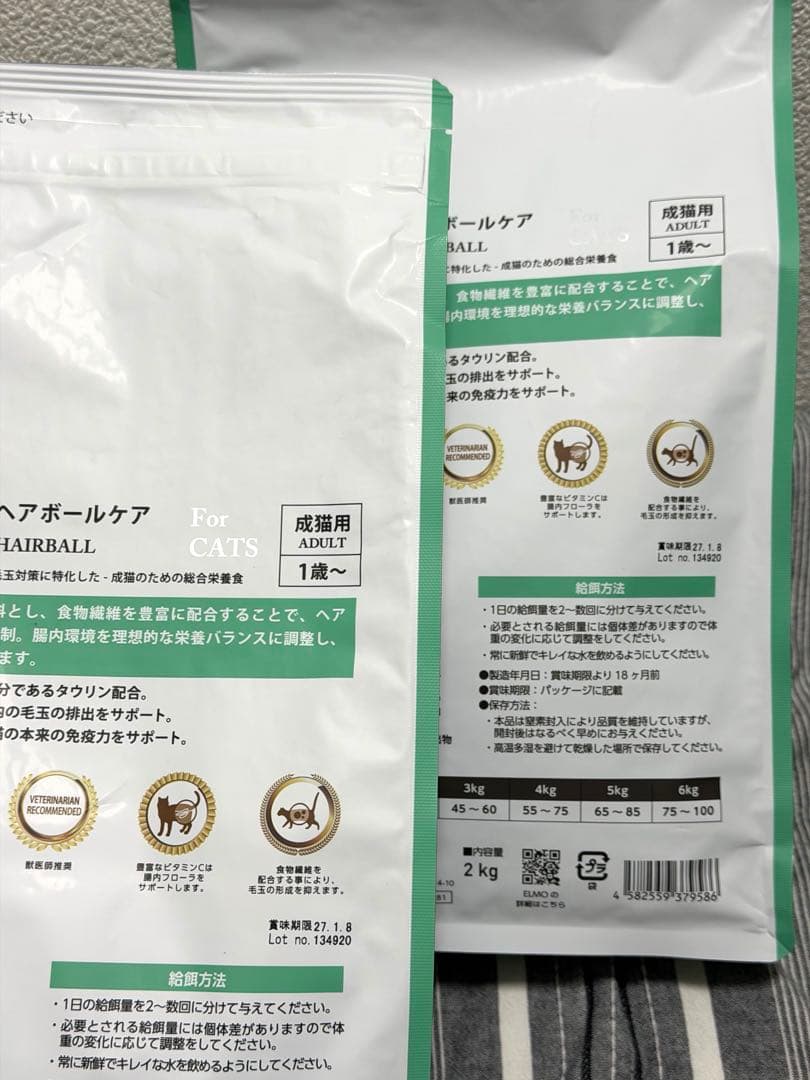 ださい
ヘアボールケア
HAIRBALL
For
CATS
成猫用
ADULT
1歳～
毛玉対策に特化した - 成猫のための総合栄養食
料とし、食物繊維を豊富に配合することで、ヘア
制。腸内環境を理想的な栄養バランスに調整し、
ます。
分であるタウリン配合。
内の毛玉の排出をサポート。
猫の本来の免疫力をサポート。
VETERINARIAN
RECOMMENDED
獣医師推奨
豊富なビタミンCは
腸内フローラを
サポートします。
食物繊維を
配合する事により、
毛玉の形成を抑えます。
賞味期限27.1.8
Lot no.134920
給餌方法
・1日の給餌量を2～数回に分けて与えてください。
・必要とされる給餌量には個体差がありますので体
重の変化に応じて調整をしてください。
・常に新鮮でキレイな水を飲めるようにしてください。
ボールケア
BALL
For
CATS
成猫用
ADULT
1歳～
に特化した - 成猫のための総合栄養食
、食物繊維を豊富に配合することで、ヘア
腸内環境を理想的な栄養バランスに調整し、
あるタウリン配合。
玉の排出をサポート。
本来の免疫力をサポート。
VETERINARIAN
RECOMMENDED
獣医師推奨
豊富なビタミンCは
腸内フローラを
サポートします。
食物繊維を
配合する事により、
毛玉の形成を抑えます。
賞味期限27.1.8
Lot no.134920
給餌方法
・1日の給餌量を2～数回に分けて与えてください。
・必要とされる給餌量には個体差がありますので体
重の変化に応じて調整をしてください。
・常に新鮮でキレイな水を飲めるようにしてください。
●製造年月日：賞味期限より18ヶ月前
●賞味期限：パッケージに記載
●保存方法：
・本品は窒素封入により品質を維持していますが、
開封後はなるべく早めにお与えください。
・高温多湿を避けて乾燥した場所で保存してください。
3kg 4kg 5kg 6kg
45～60 55～75 65～85 75～100
■内容量
2 kg
ELMOの
詳細はこちら
プラ
袋
4 582559 379586
4-10
81